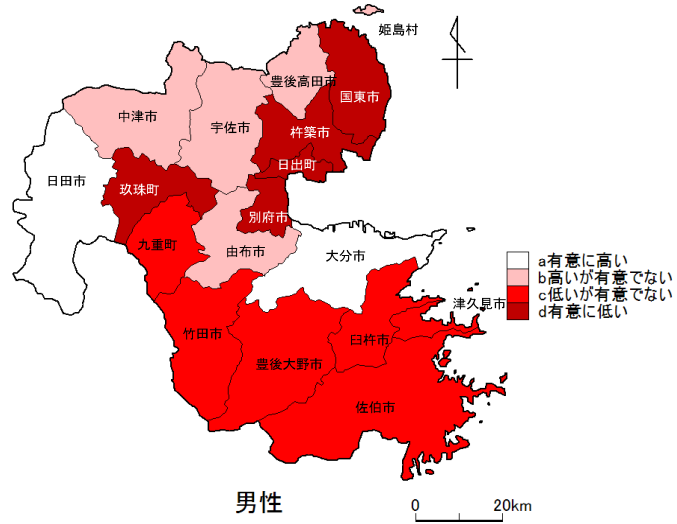 姫島村
豊後高田市
国東市
中津市
宇佐市
杵築市
日出町
日田市
玖珠町
別府市
九重町
由布市
大分市
a有意に高い
b高いが有意でない
c低いが有意でない
d有意に低い
津久見市
竹田市
臼杵市
豊後大野市
佐伯市
男性
0 20km